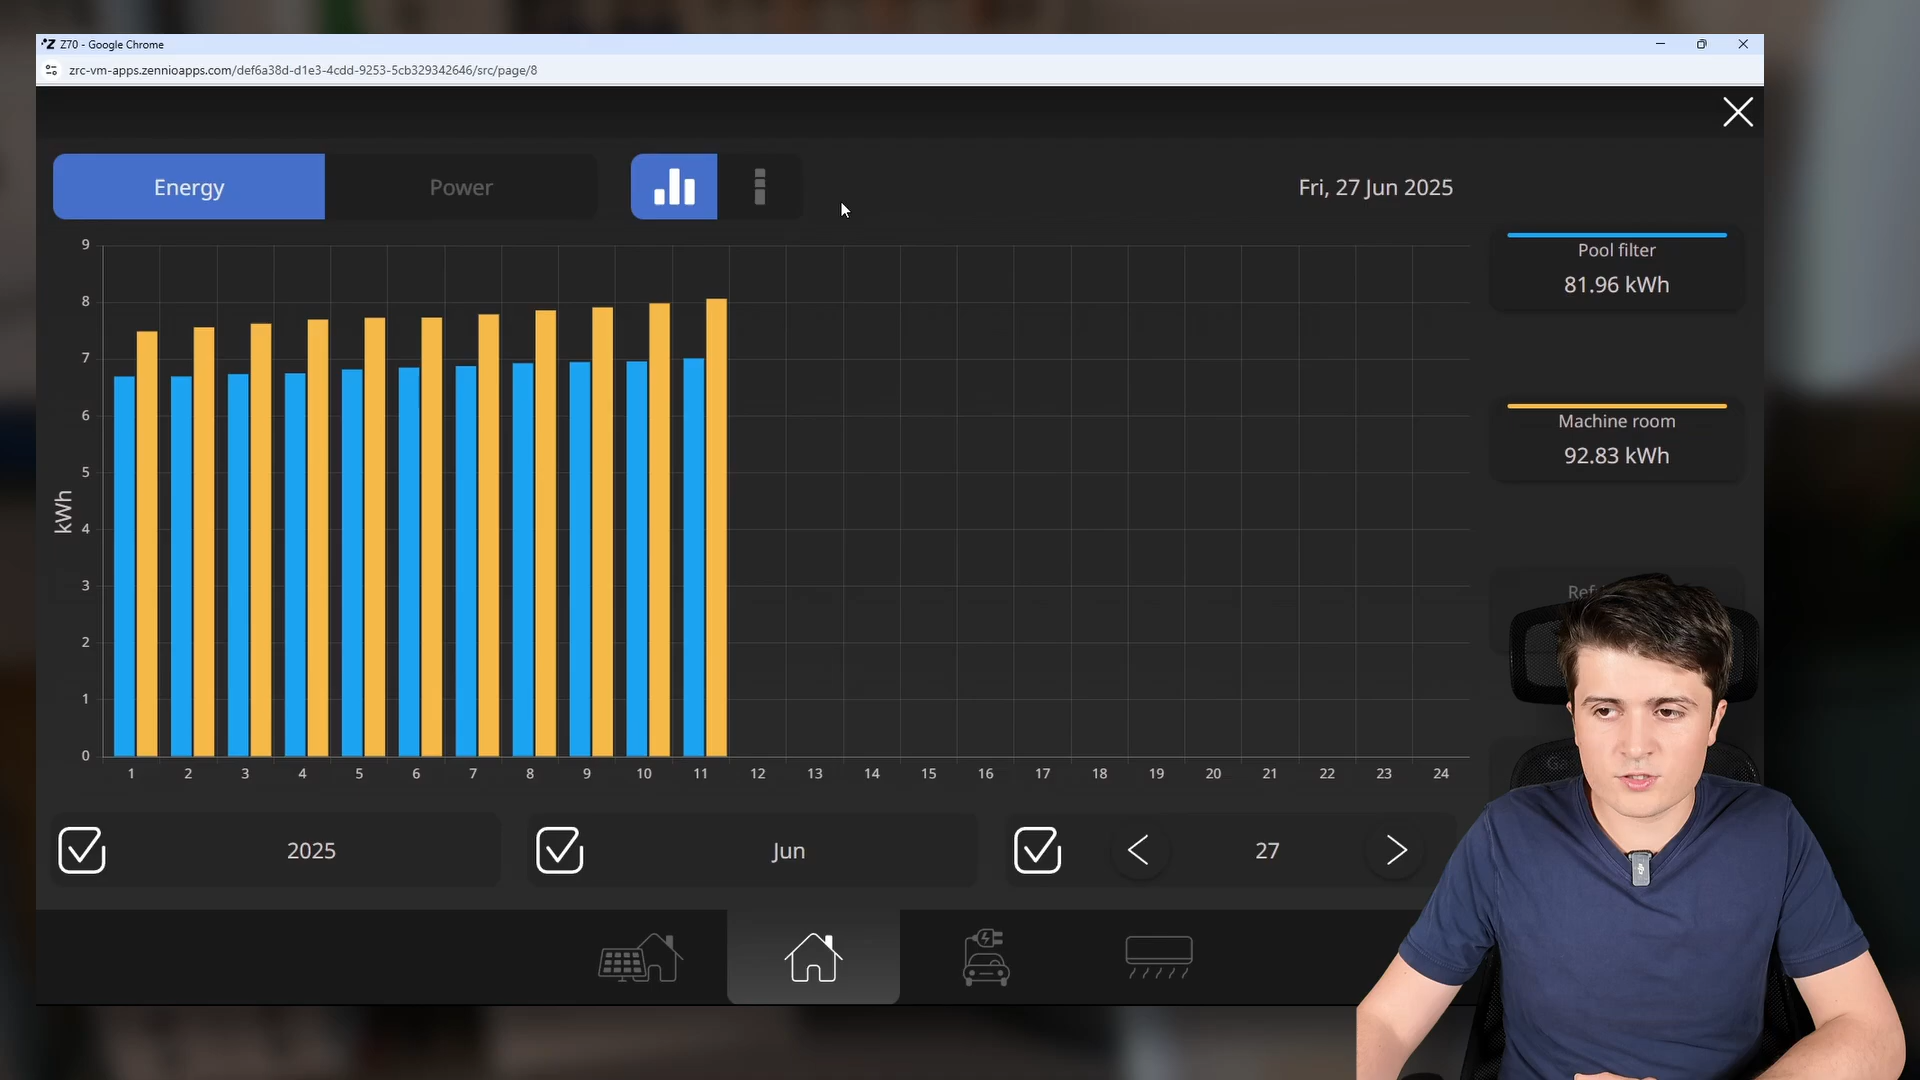 Z70 - Google Chrome
zrc-vm-apps.zennioapps.com/def6a38d-d1e3-4cdd-9253-5cb329342646/src/page/8
Energy
Power
Fri, 27 Jun 2025
Pool filter
81.96 kWh
Machine room
92.83 kWh
kWh
9
8
7
6
5
4
3
2
1
0
1 2 3 4 5 6 7 8 9 10 11 12 13 14 15 16 17 18 19 20 21 22 23 24
2025
Jun
27